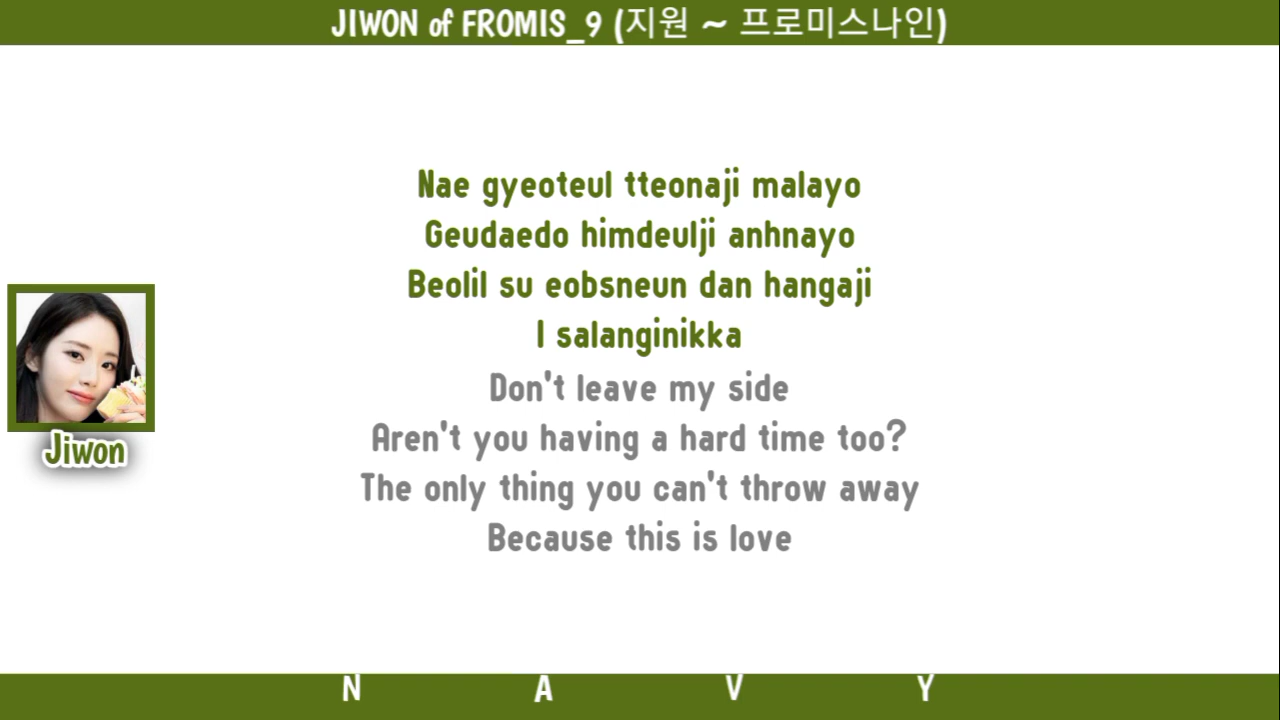 JIWON of FROMIS_9 (지원 ~ 프로미스나인)
Nae gyeoteul tteonaji malayo
Geudaedo himdeulji anhnayo
Beolil su eobsneun dan hangaji
I salanginikka
Don't leave my side
Aren't you having a hard time too?
The only thing you can't throw away
Because this is love
Jiwon
N A V Y